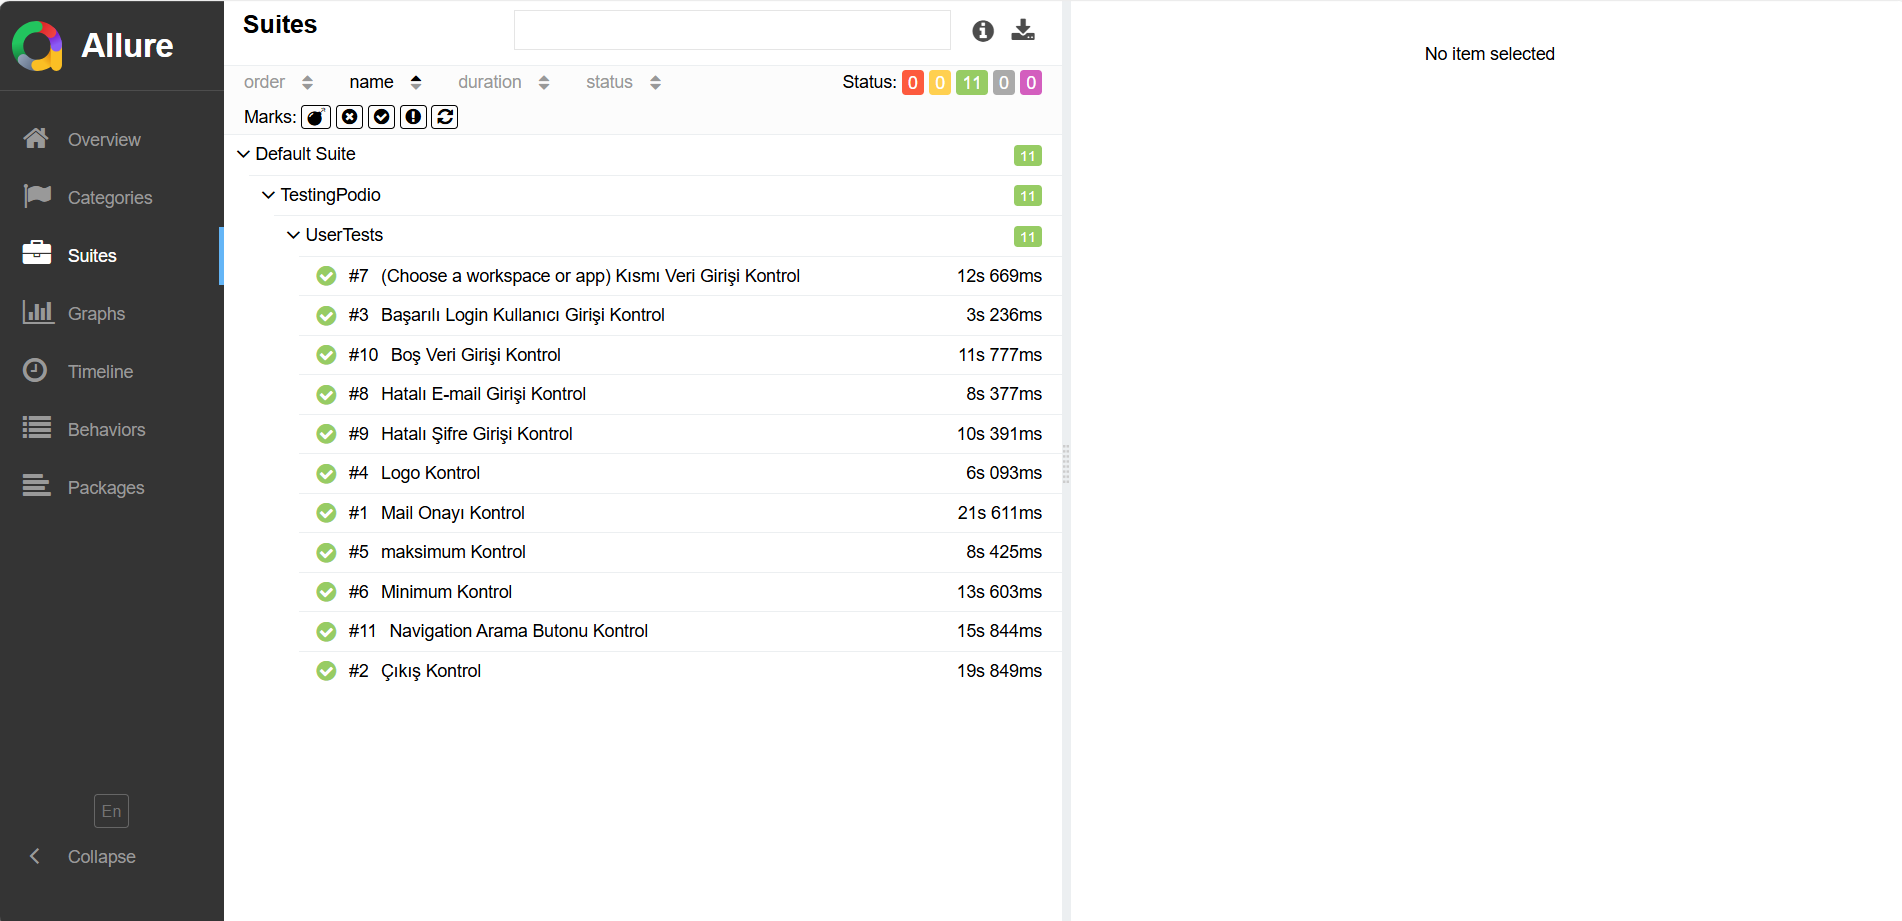 Allure
Overview
Categories
Suites
Graphs
Timeline
Behaviors
Packages
En
Collapse
Suites
order name duration status Status: 0 0 11 0 0
Marks:
Default Suite 11
TestingPodio 11
UserTests 11
#7 (Choose a workspace or app) Kısmı Veri Girişi Kontrol 12s 669ms
#3 Başarılı Login Kullanıcı Girişi Kontrol 3s 236ms
#10 Boş Veri Girişi Kontrol 11s 777ms
#8 Hatalı E-mail Girişi Kontrol 8s 377ms
#9 Hatalı Şifre Girişi Kontrol 10s 391ms
#4 Logo Kontrol 6s 093ms
#1 Mail Onayı Kontrol 21s 611ms
#5 maksimum Kontrol 8s 425ms
#6 Minimum Kontrol 13s 603ms
#11 Navigation Arama Butonu Kontrol 15s 844ms
#2 Çıkış Kontrol 19s 849ms
No item selected